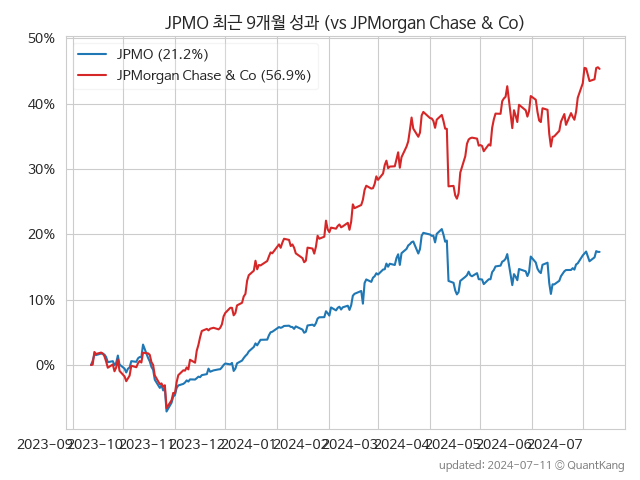 JPMO 최근 9개월 성과 (vs JPMorgan Chase & Co)
JPMO (21.2%)
JPMorgan Chase & Co (56.9%)
50%
40%
30%
20%
10%
0%
2023-09 2023-10 2023-11 2023-12 2024-01 2024-02 2024-03 2024-04 2024-05 2024-06 2024-07
updated: 2024-07-11 © QuantKang